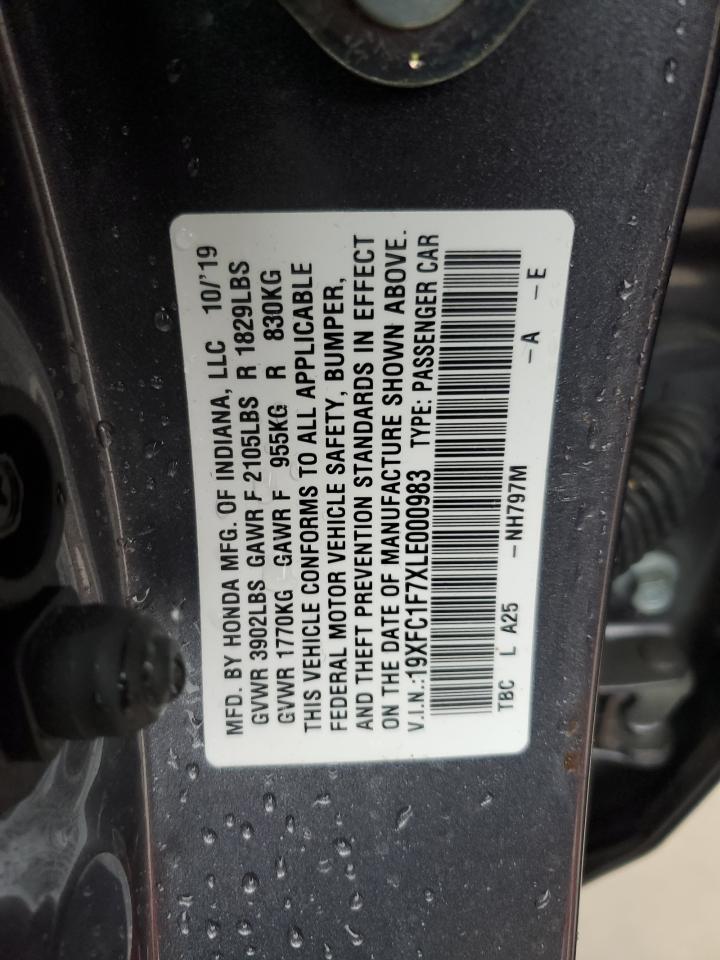 MFD. BY HONDA MFG. OF INDIANA, LLC 10/'19
GVWR 3902LBS GAWR F 2105LBS R 1829LBS
GVWR 1770KG GAWR F 955KG R 830KG
THIS VEHICLE CONFORMS TO ALL APPLICABLE
FEDERAL MOTOR VEHICLE SAFETY, BUMPER,
AND THEFT PREVENTION STANDARDS IN EFFECT
ON THE DATE OF MANUFACTURE SHOWN ABOVE.
V.I.N.:19XFC1F7XLE000983 TYPE: PASSENGER CAR
TBC L A25 -NH797M -A -E